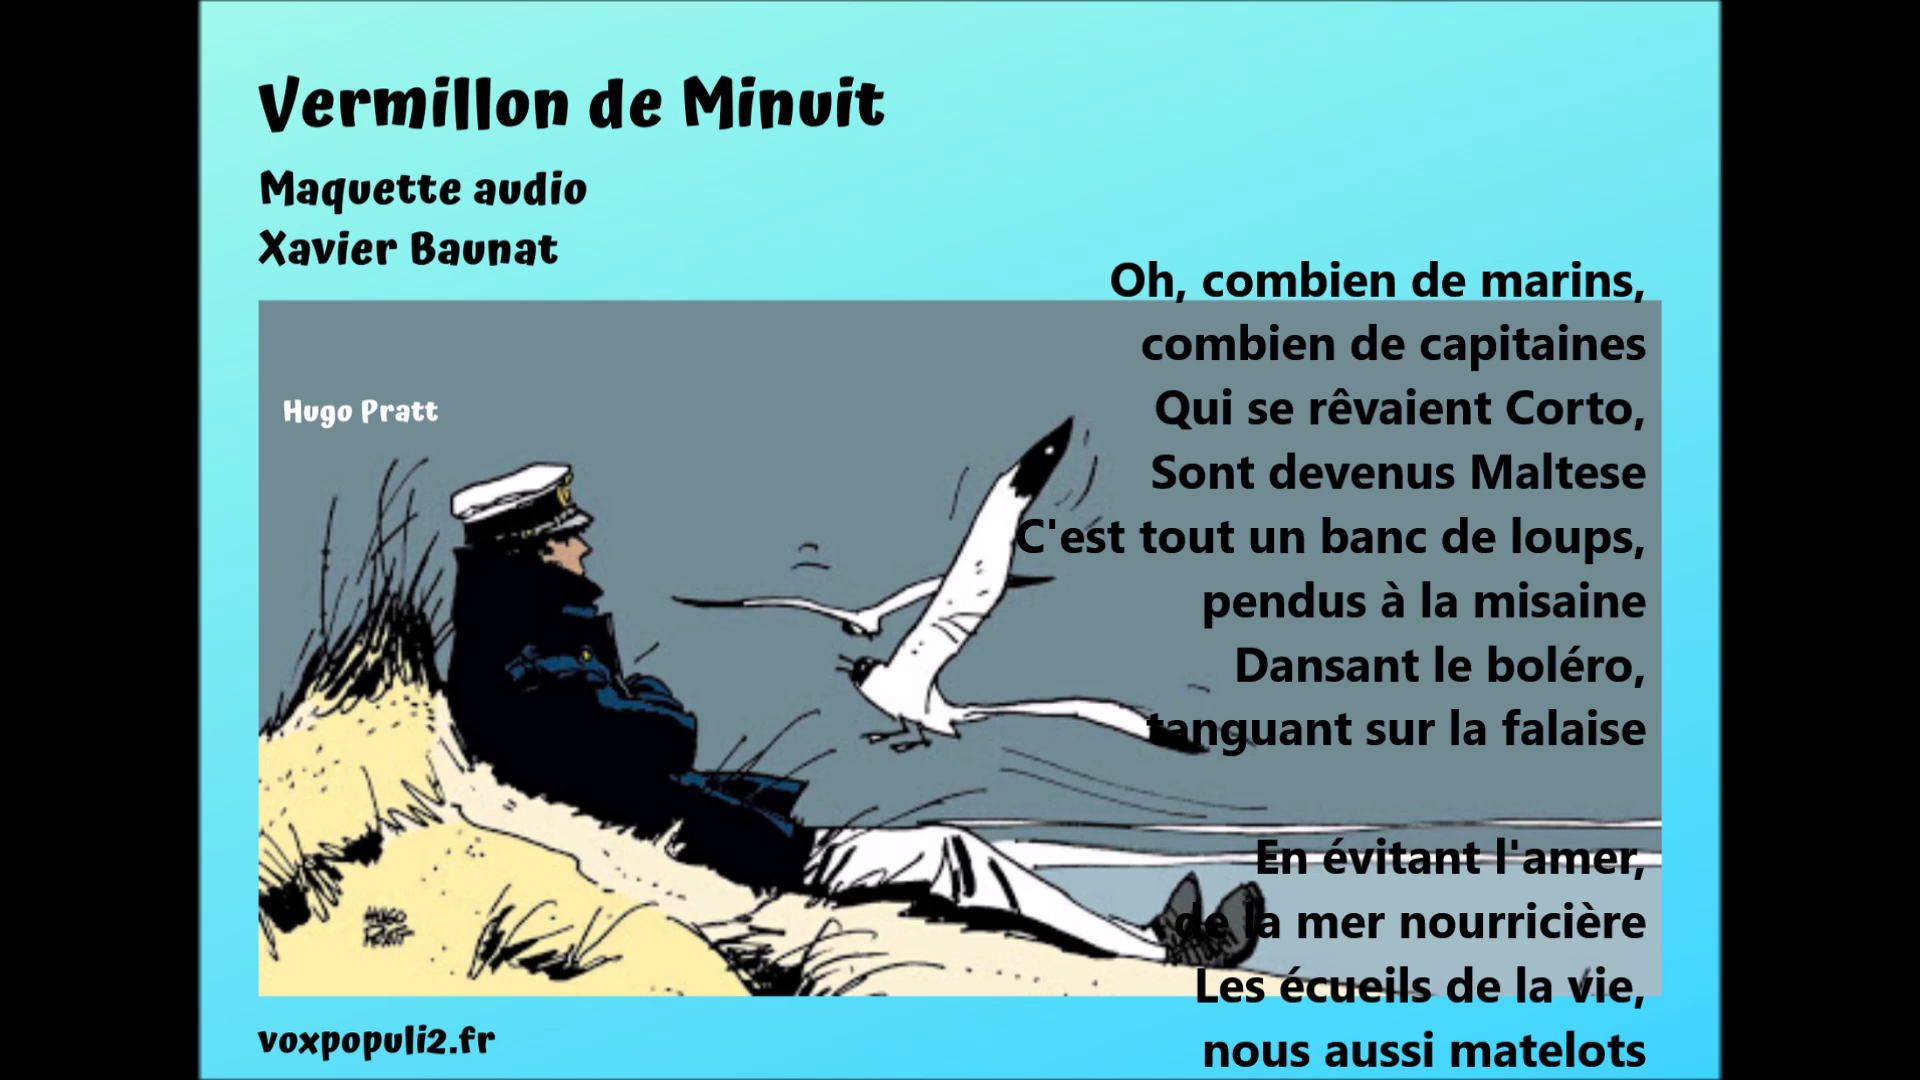 Vermillon de Minuit
Maquette audio
Xavier Baunat
Hugo Pratt
Oh, combien de marins,
combien de capitaines
Qui se rêvaient Corto,
Sont devenus Maltese
C'est tout un banc de loups,
pendus à la misaine
Dansant le boléro,
tanguant sur la falaise
En évitant l'amer,
de la mer nourricière
Les écueils de la vie,
nous aussi matelots
HUGO
PRATT
voxpopuli2.fr